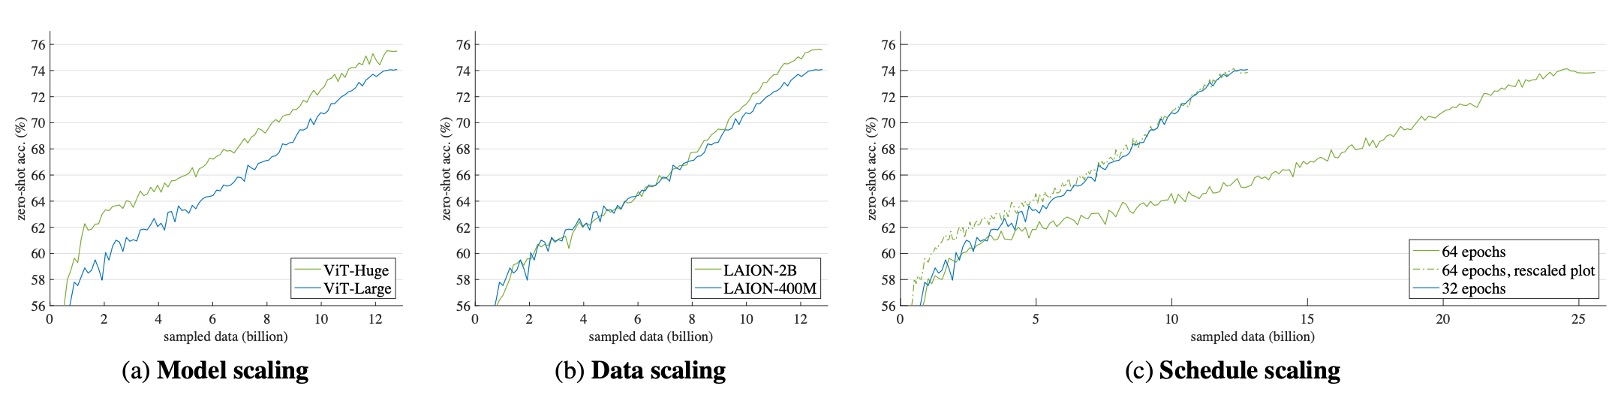 76
74
72
70
68
66
64
62
60
58
56
zero-shot acc. (%)
ViT-Huge
ViT-Large
0 2 4 6 8 10 12
sampled data (billion)
(a) Model scaling
76
74
72
70
68
66
64
62
60
58
56
zero-shot acc. (%)
LAION-2B
LAION-400M
0 2 4 6 8 10 12
sampled data (billion)
(b) Data scaling
76
74
72
70
68
66
64
62
60
58
56
zero-shot acc. (%)
64 epochs
64 epochs, rescaled plot
32 epochs
0 5 10 15 20 25
sampled data (billion)
(c) Schedule scaling